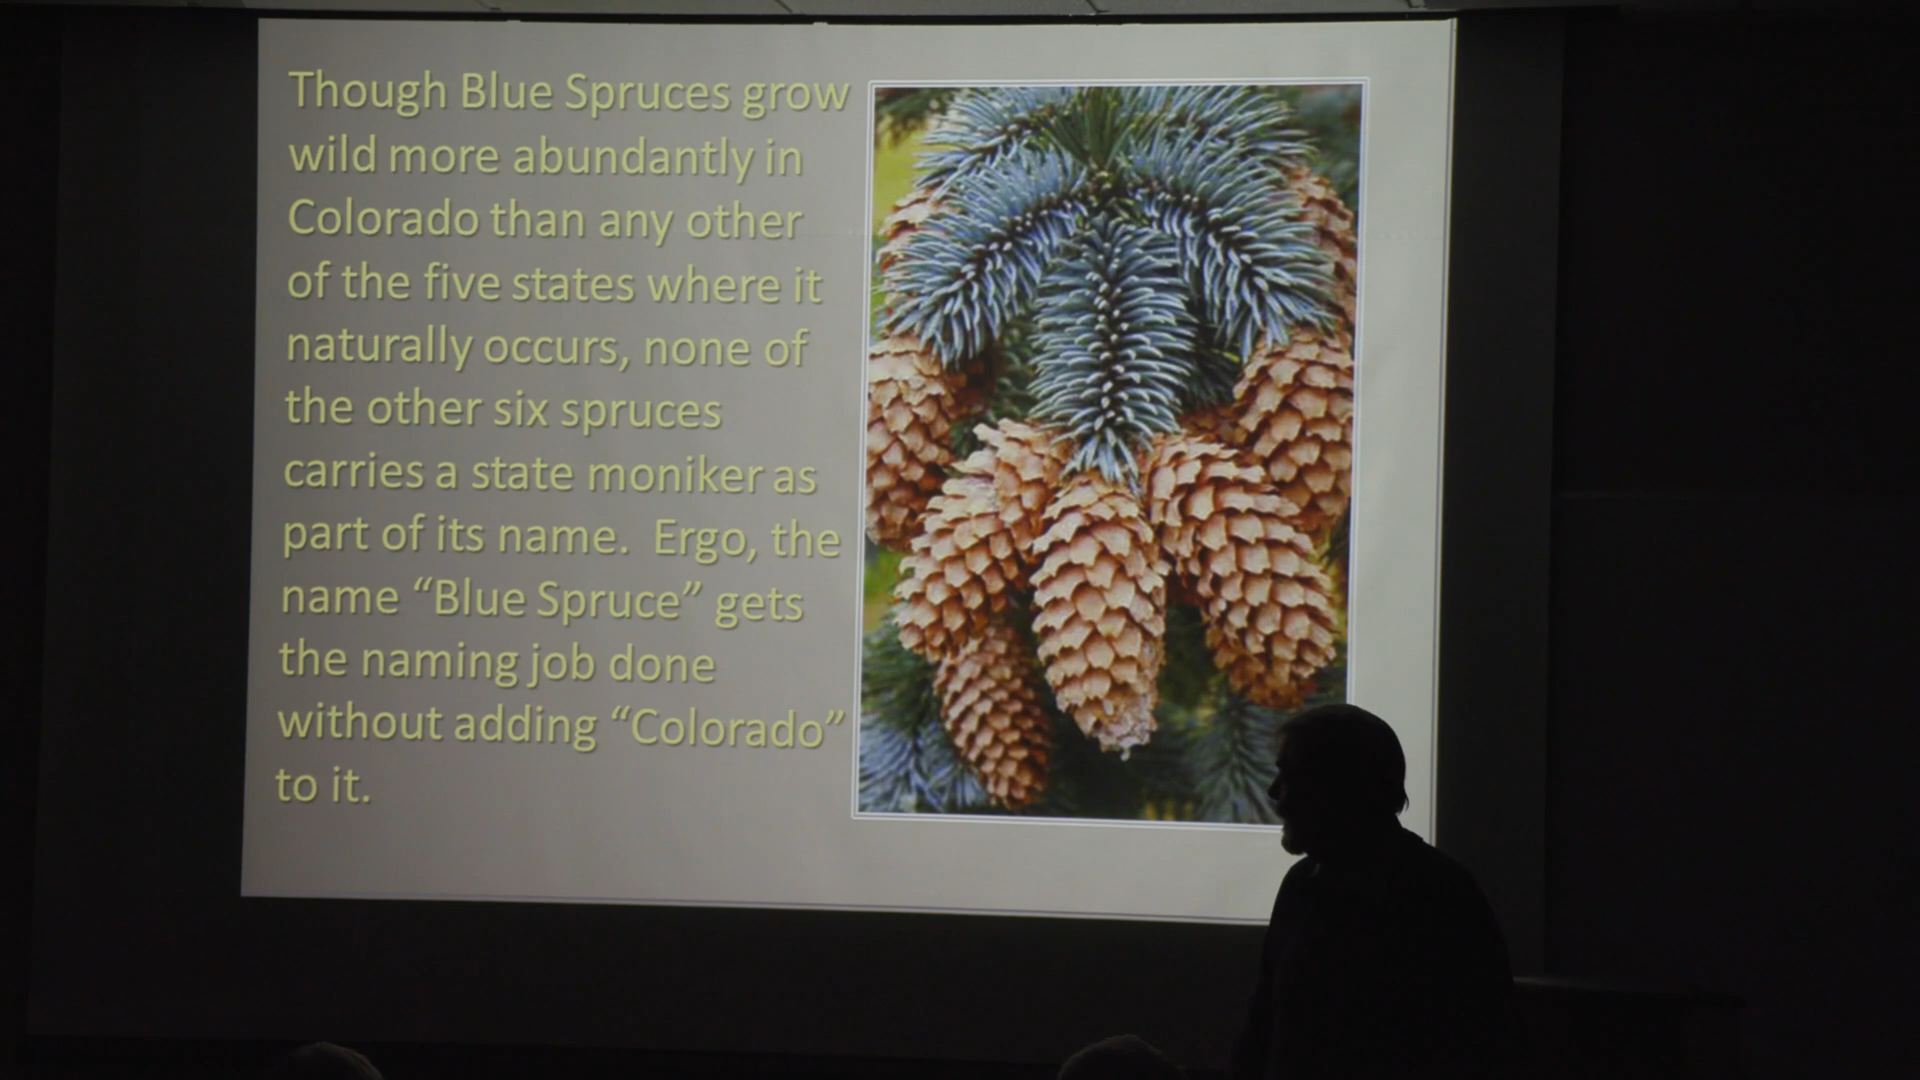 Though Blue Spruces grow
wild more abundantly in
Colorado than any other
of the five states where it
naturally occurs, none of
the other six spruces
carries a state moniker as
part of its name.  Ergo, the
name “Blue Spruce” gets
the naming job done
without adding “Colorado”
to it.